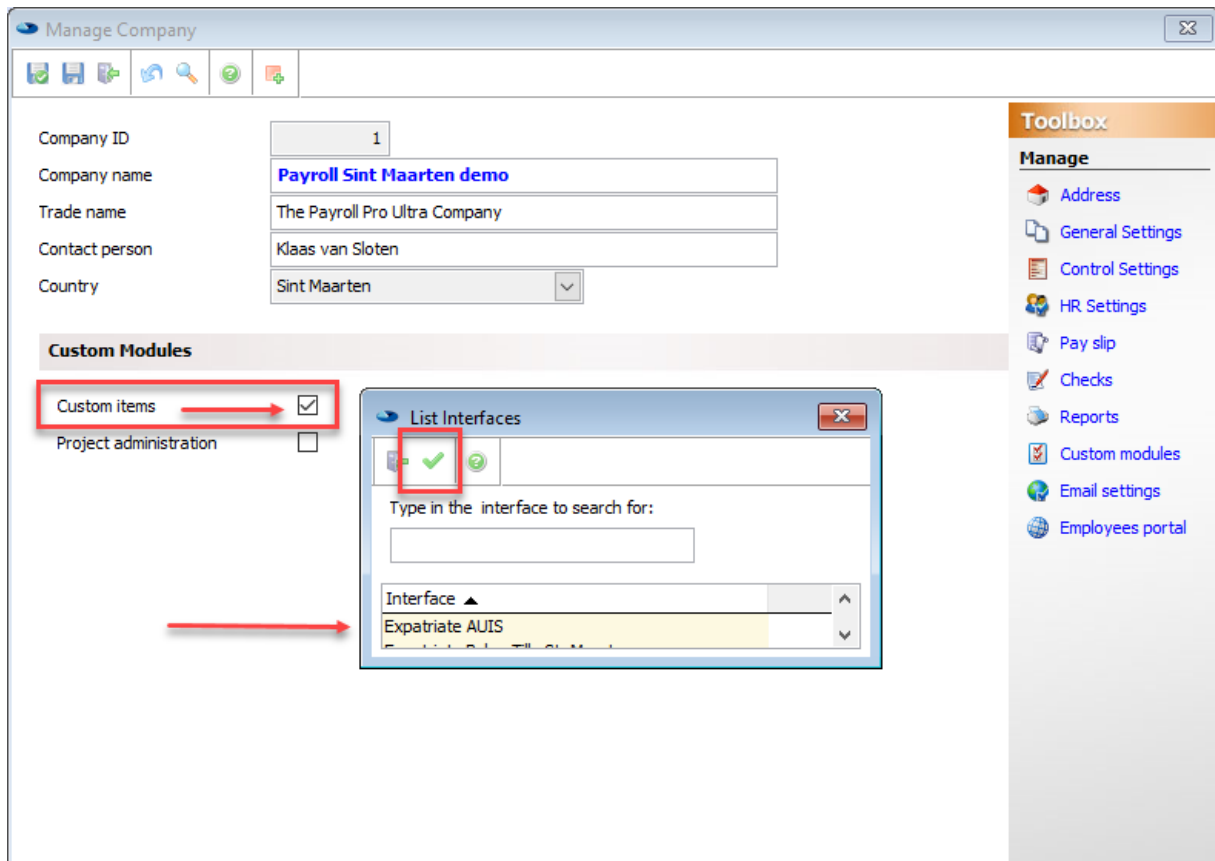 Manage Company
Company ID 1
Company name Payroll Sint Maarten demo
Trade name The Payroll Pro Ultra Company
Contact person Klaas van Sloten
Country Sint Maarten
Custom Modules
Custom items
Project administration
List Interfaces
Type in the interface to search for:
Interface
Expatriate AUIS
Toolbox
Manage
Address
General Settings
Control Settings
HR Settings
Pay slip
Checks
Reports
Custom modules
Email settings
Employees portal